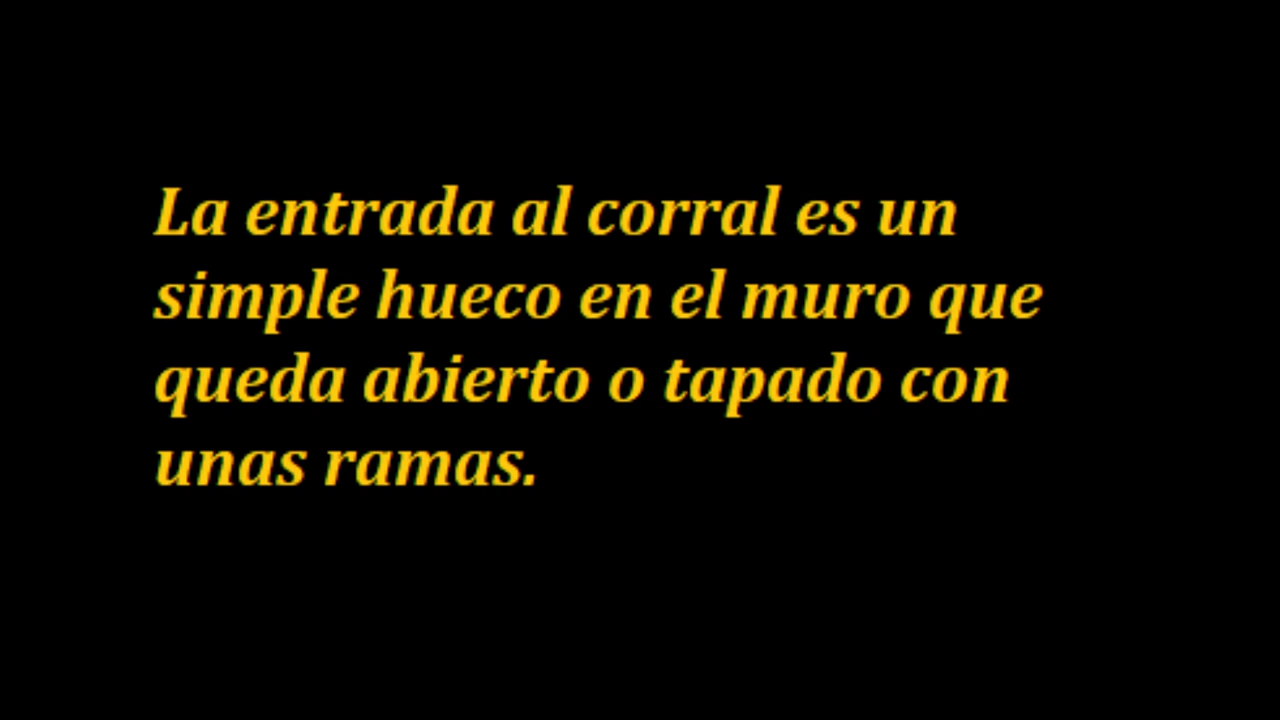 La entrada al corral es un
simple hueco en el muro que
queda abierto o tapado con
unas ramas.